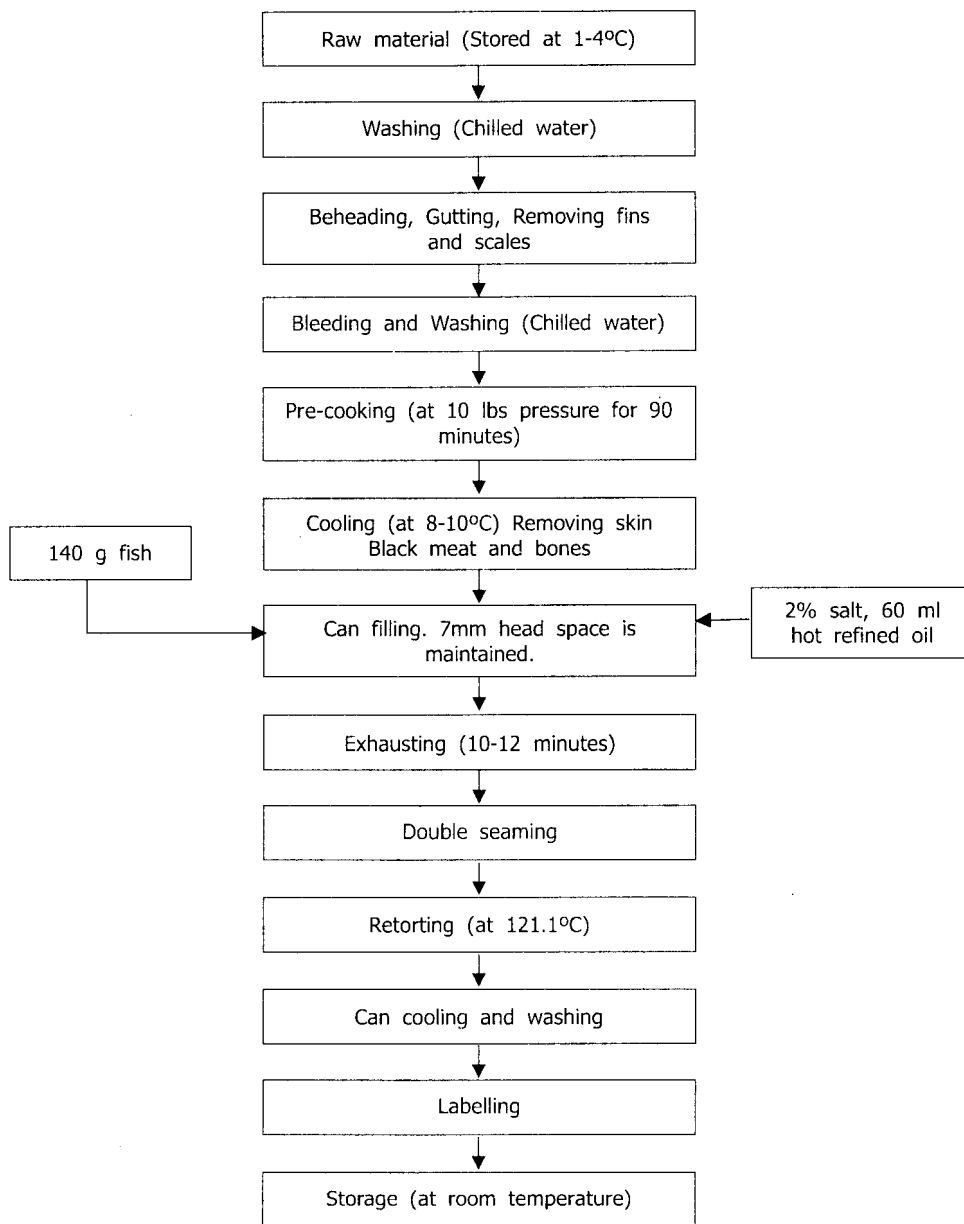 Raw material (Stored at 1-4ºC)
Washing (Chilled water)
Beheading, Gutting, Removing fins
and scales
Bleeding and Washing (Chilled water)
Pre-cooking (at 10 lbs pressure for 90
minutes)
Cooling (at 8-10ºC) Removing skin
Black meat and bones
140 g fish
2% salt, 60 ml
hot refined oil
Can filling. 7mm head space is
maintained.
Exhausting (10-12 minutes)
Double seaming
Retorting (at 121.1ºC)
Can cooling and washing
Labelling
Storage (at room temperature)